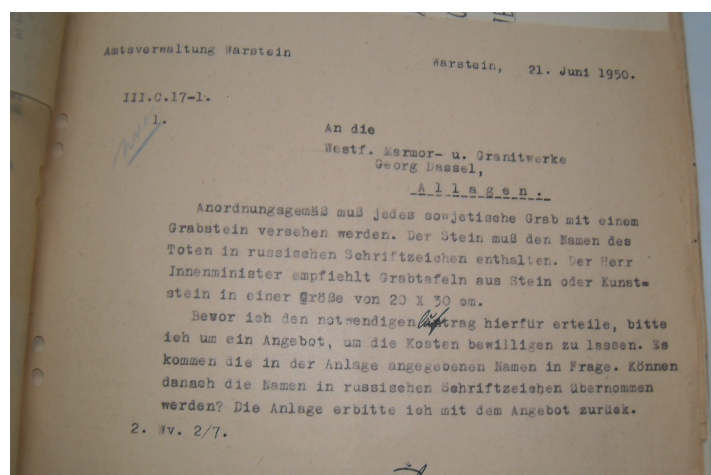 Amtsverwaltung Warstein
Warstein, 21. Juni 1950.
III.C.17-1.
1.
An die
Westf. Marmor- u. Granitwerke
Georg Dassel,
A l l a g e n .
Anordnungsgemäß muß jedes sowjetische Grab mit einem
Grabstein versehen werden. Der Stein muß den Namen des
Toten in russischen Schriftzeichen enthalten. Der Herr
Innenminister empfiehlt Grabtafeln aus Stein oder Kunst=
stein in einer Größe von 20 X 30 cm.
Bevor ich den notwendigen Auftrag hierfür erteile, bitte
ich um ein Angebot, um die Kosten bewilligen zu lassen. Es
kommen die in der Anlage angegebenen Namen in Frage. Können
danach die Namen in russischen Schriftzeichen übernommen
werden? Die Anlage erbitte ich mit dem Angebot zurück.
2. Wv. 2/7.